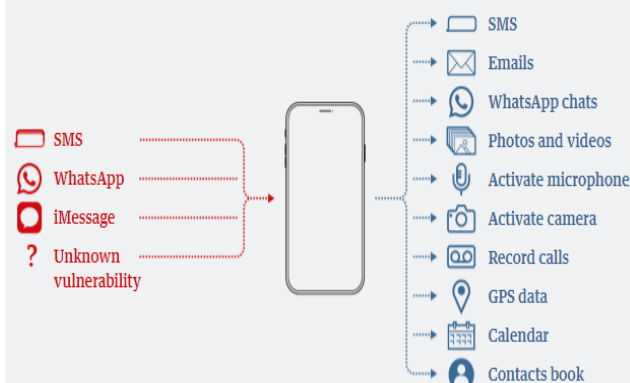 SMS
WhatsApp
iMessage
? Unknown
vulnerability
SMS
Emails
WhatsApp chats
Photos and videos
Activate microphone
Activate camera
Record calls
GPS data
Calendar
Contacts book